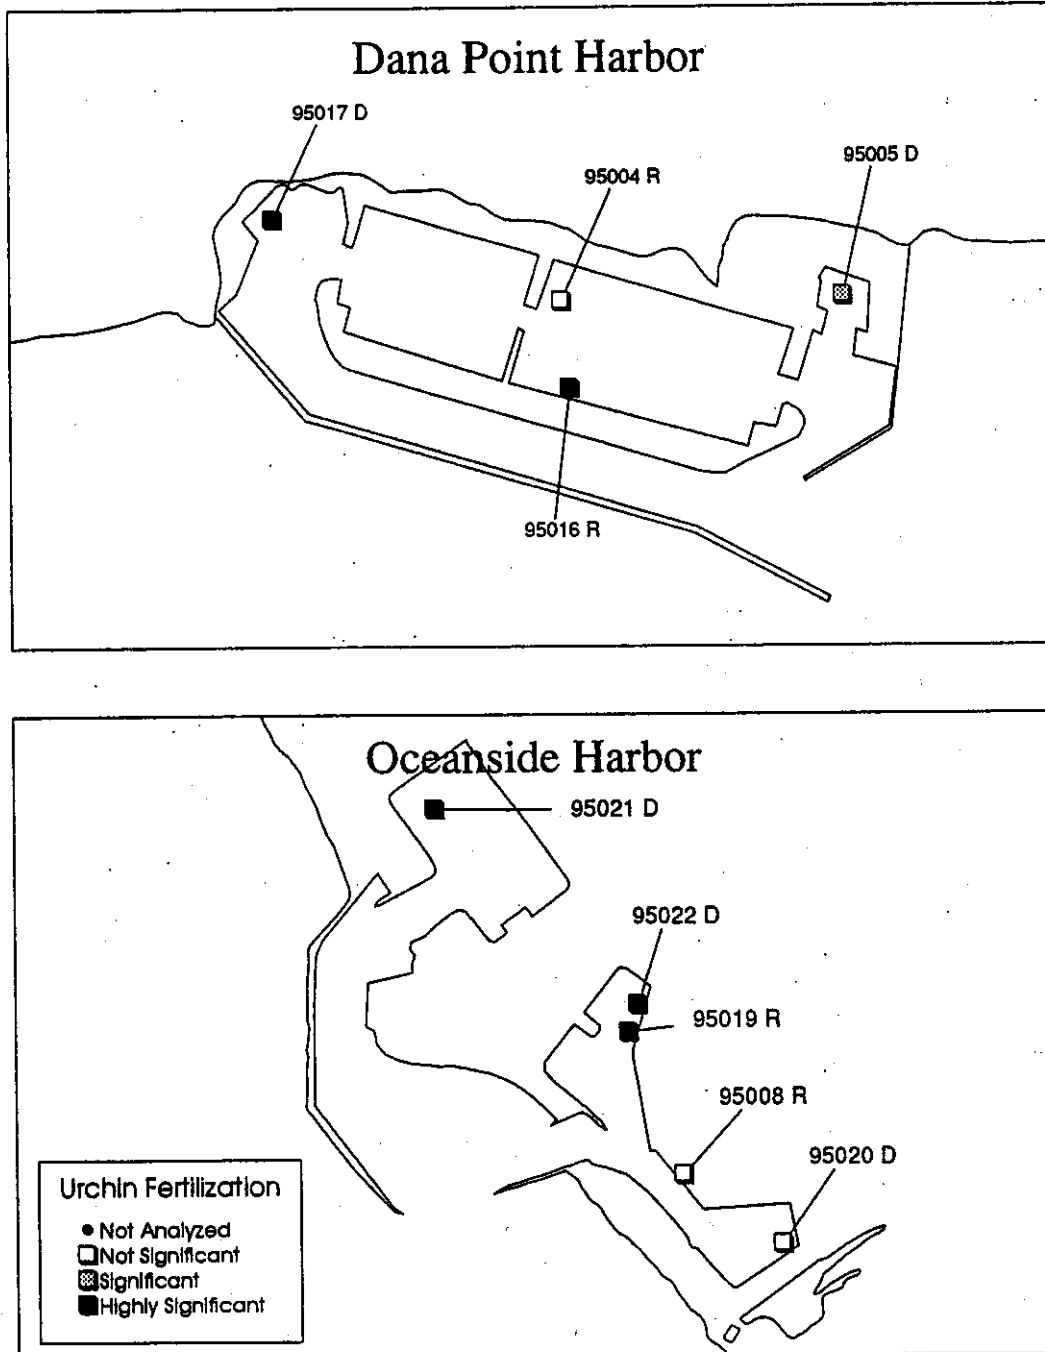 Dana Point Harbor
95017 D
95005 D
95004 R
95016 R
Oceanside Harbor
95021 D
95022 D
95019 R
95008 R
95020 D
Urchin Fertilization
Not Analyzed
Not Significant
Significant
Highly Significant